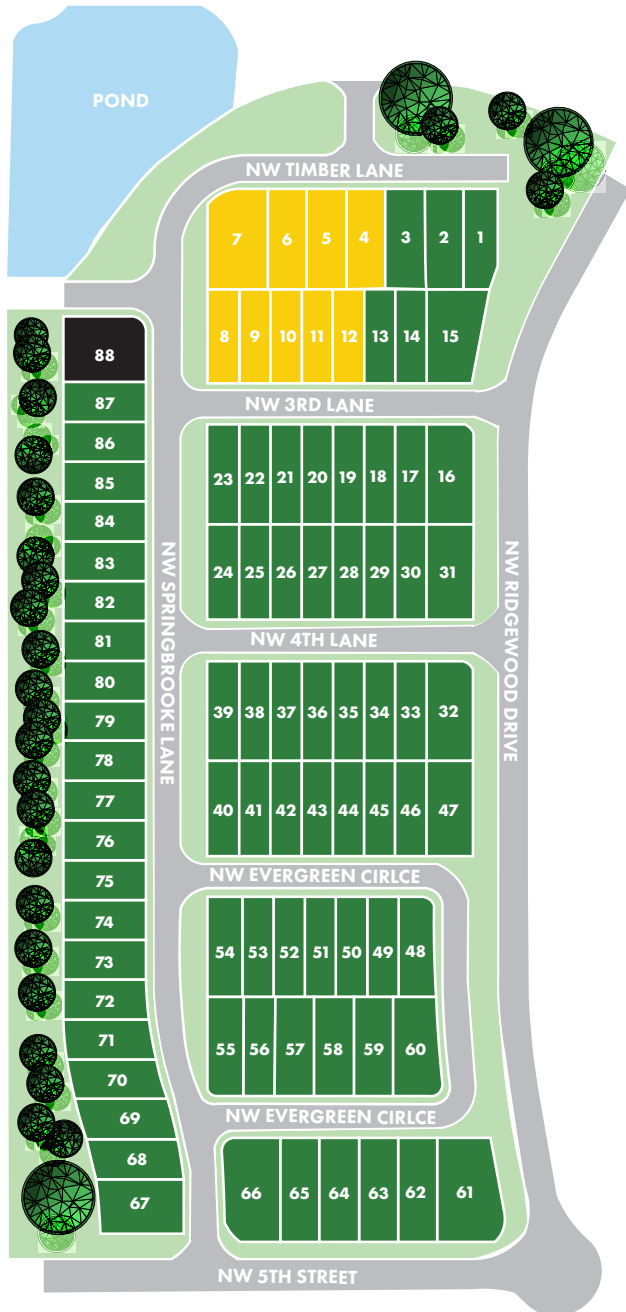 POND
NW TIMBER LANE
7 6 5 4 3 2 1
8 9 10 11 12 13 14 15
NW 3RD LANE
23 22 21 20 19 18 17 16
24 25 26 27 28 29 30 31
NW 4TH LANE
39 38 37 36 35 34 33 32
40 41 42 43 44 45 46 47
NW EVERGREEN CIRLCE
54 53 52 51 50 49 48
55 56 57 58 59 60
NW EVERGREEN CIRLCE
66 65 64 63 62 61
NW 5TH STREET
88
87
86
85
84
83
82
81
80
79
78
77
76
75
74
73
72
71
70
69
68
67
NW SPRINGBROOKE LANE
NW RIDGEWOOD DRIVE